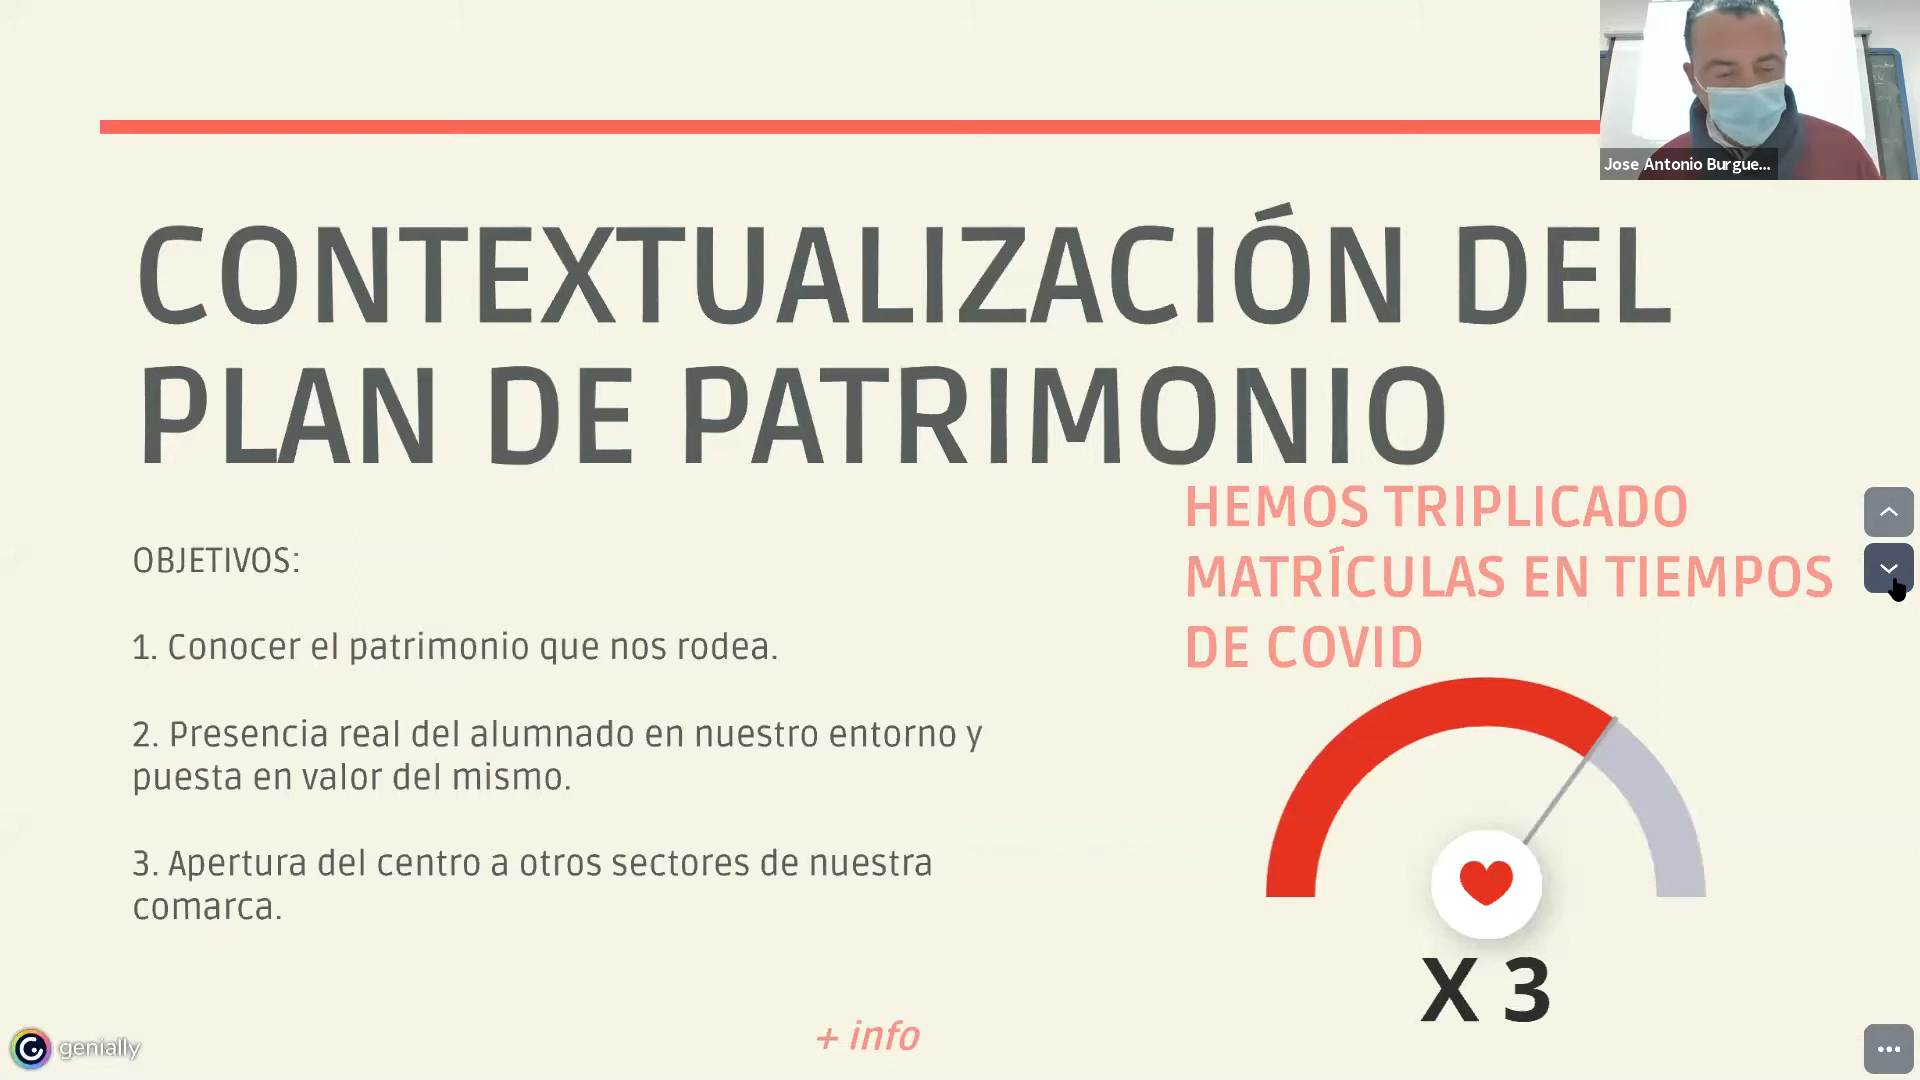 Jose Antonio Burgue...
CONTEXTUALIZACIÓN DEL
PLAN DE PATRIMONIO
HEMOS TRIPLICADO
MATRÍCULAS EN TIEMPOS
DE COVID
OBJETIVOS:
1. Conocer el patrimonio que nos rodea.
2. Presencia real del alumnado en nuestro entorno y
puesta en valor del mismo.
3. Apertura del centro a otros sectores de nuestra
comarca.
X 3
+ info
genially